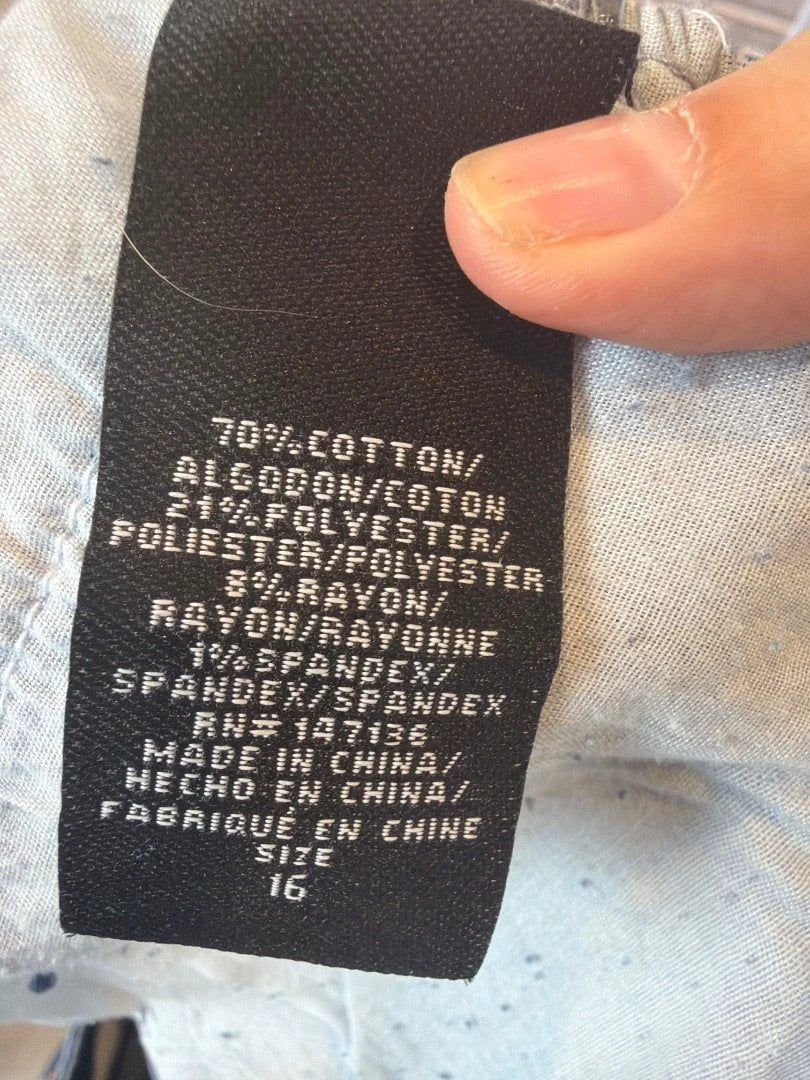 70%COTTON/
ALGODON/COTON
21%POLYESTER/
POLIESTER/POLYESTER
8%RAYON/
RAYON/RAYONNE
1%SPANDEX/
SPANDEX/SPANDEX
RN# 147136
MADE IN CHINA/
HECHO EN CHINA/
FABRIQUÉ EN CHINE
SIZE
16